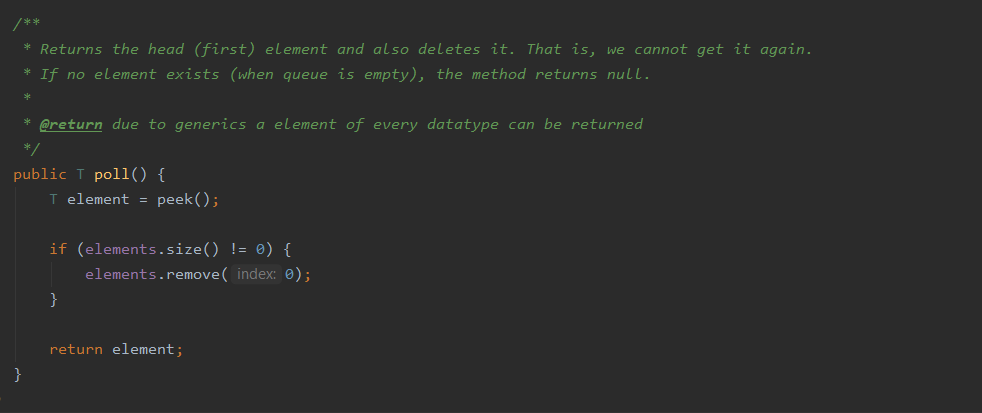 /**
 * Returns the head (first) element and also deletes it. That is, we cannot get it again.
 * If no element exists (when queue is empty), the method returns null.
 *
 * @return due to generics a element of every datatype can be returned
 */
public T poll() {
    T element = peek();
    if (elements.size() != 0) {
        elements.remove( index: 0);
    }
    return element;
}